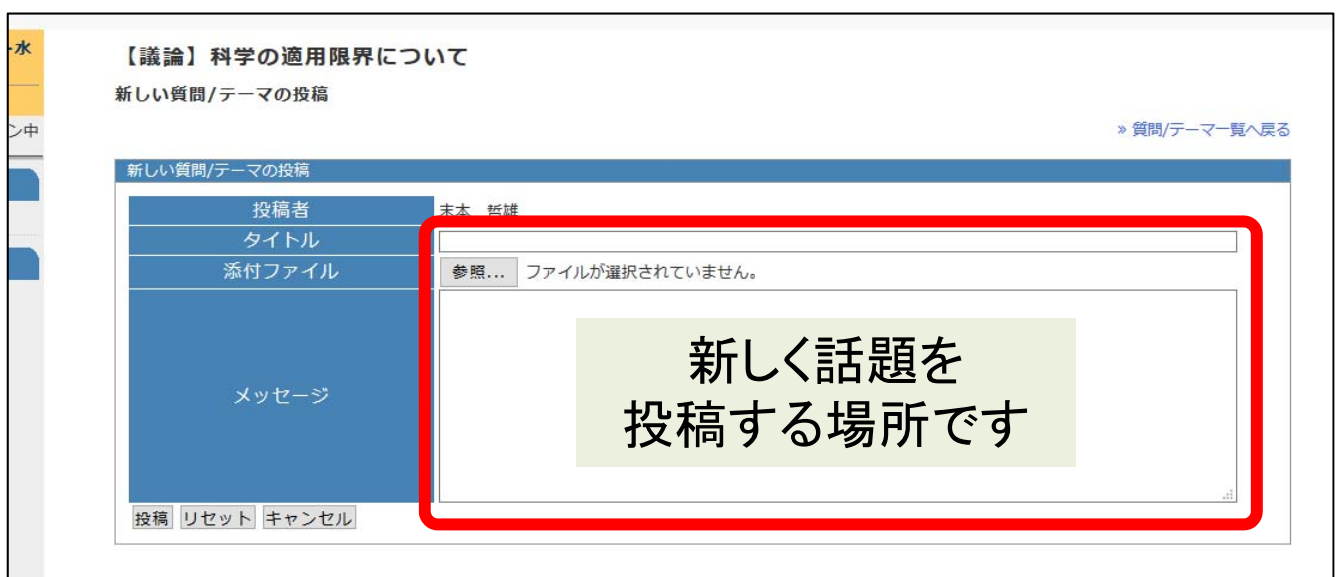 ・水
【議論】科学の適用限界について
新しい質問/テーマの投稿
ン中
» 質問/テーマ一覧へ戻る
新しい質問/テーマの投稿
投稿者 末本 哲雄
タイトル
添付ファイル 参照... ファイルが選択されていません。
メッセージ
新しく話題を
投稿する場所です
投稿 リセット キャンセル